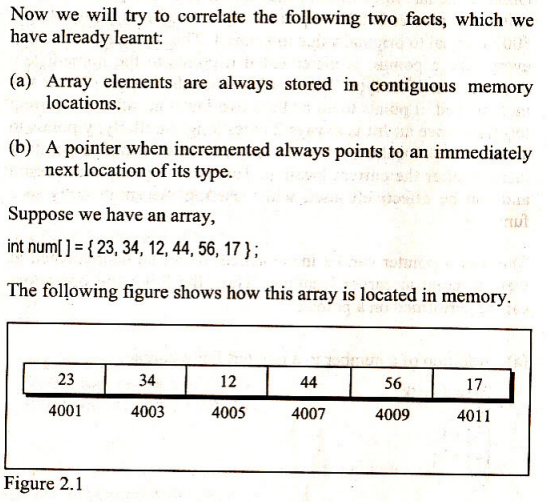 Now we will try to correlate the following two facts, which we
have already learnt:
(a) Array elements are always stored in contiguous memory
locations.
(b) A pointer when incremented always points to an immediately
next location of its type.
Suppose we have an array,
int num[ ] = { 23, 34, 12, 44, 56, 17 } ;
The following figure shows how this array is located in memory.
23 34 12 44 56 17
4001 4003 4005 4007 4009 4011
Figure 2.1